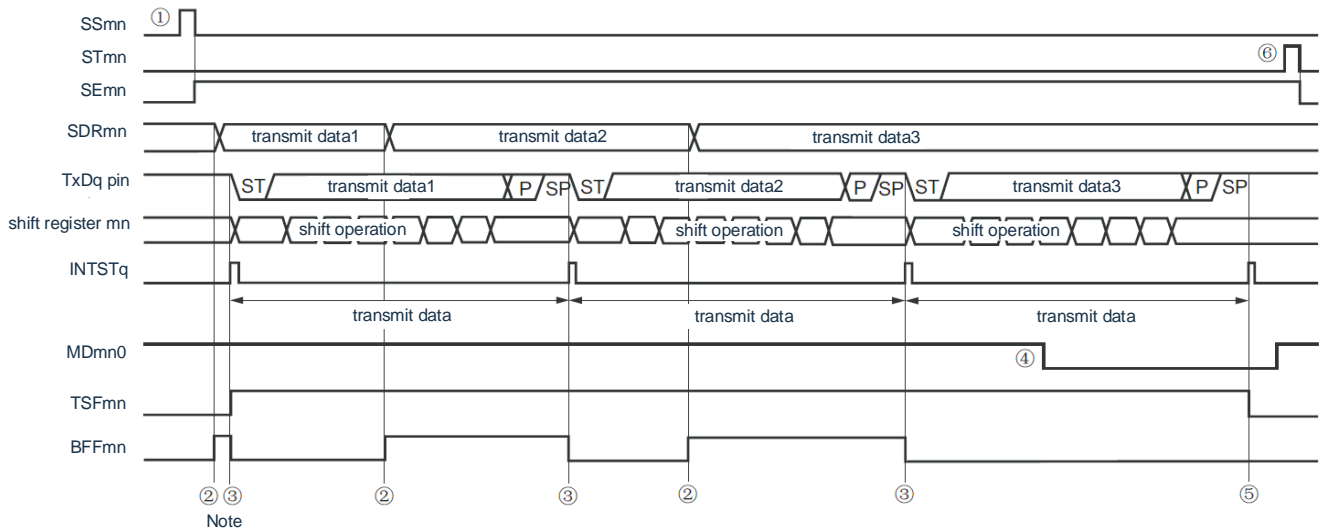 ① SSmn
STmn ⑥
SEmn
SDRmn transmit data1 transmit data2 transmit data3
TxDq pin ST transmit data1 P SP ST transmit data2 P SP ST transmit data3 P SP
shift register mn shift operation shift operation shift operation
INTSTq
transmit data transmit data transmit data
MDmn0 ④
TSFmn
BFFmn
② ③ ② ③ ② ③ ⑤
Note